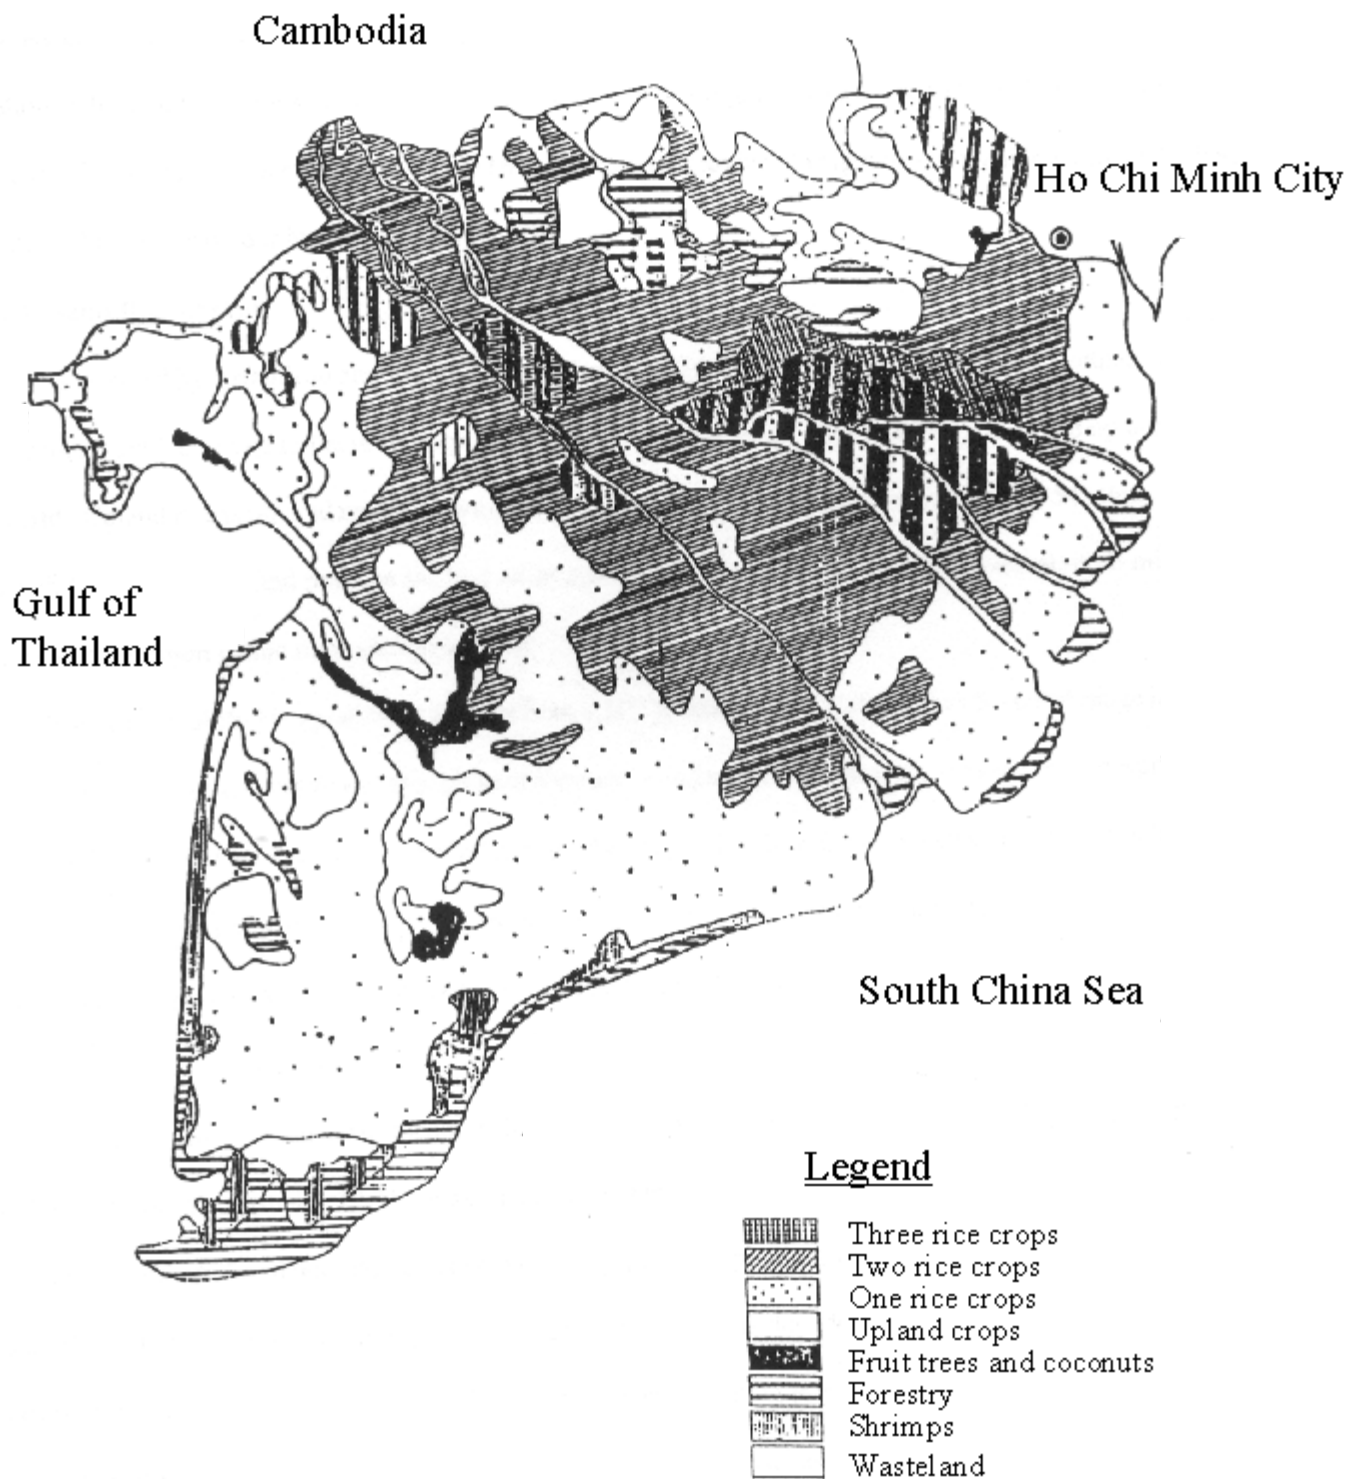 Cambodia
Ho Chi Minh City
Gulf of
Thailand
South China Sea
Legend
Three rice crops
Two rice crops
One rice crops
Upland crops
Fruit trees and coconuts
Forestry
Shrimps
Wasteland